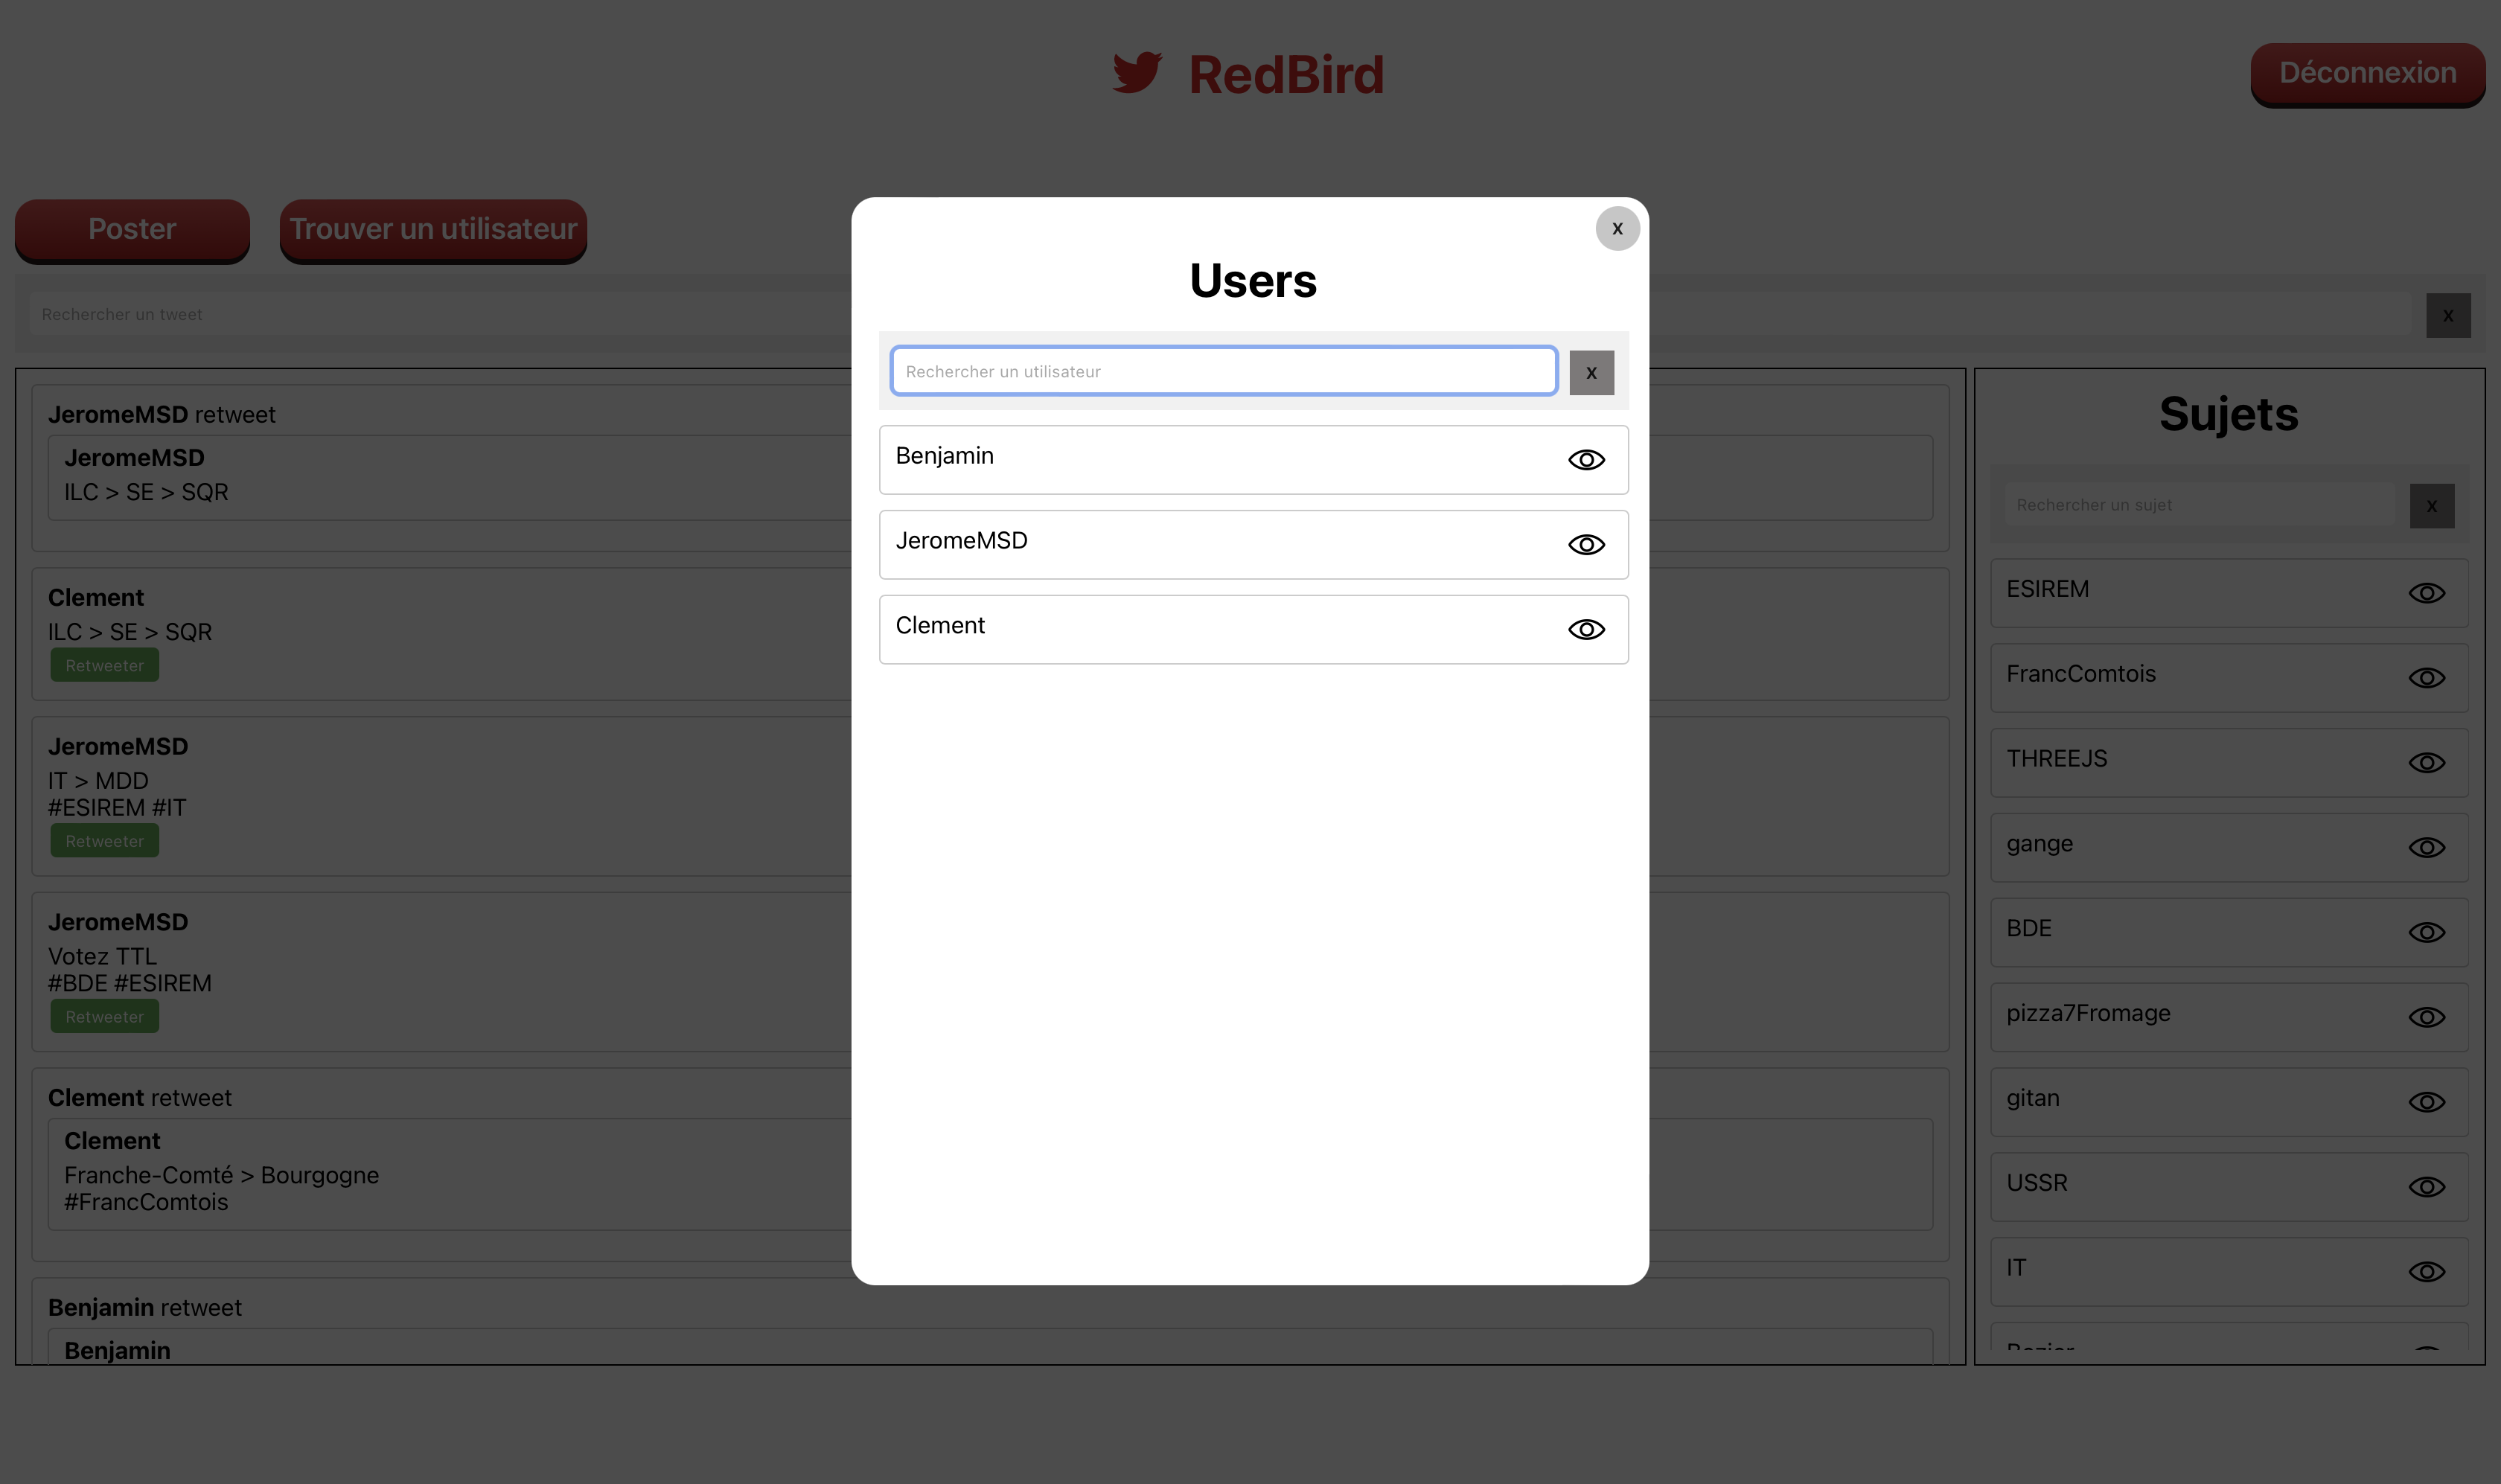 RedBird
Déconnexion
Poster
Trouver un utilisateur
Rechercher un tweet
X
JeromeMSD retweet
JeromeMSD
ILC > SE > SQR
Clement
ILC > SE > SQR
Retweeter
JeromeMSD
IT > MDD
#ESIREM #IT
Retweeter
JeromeMSD
Votez TTL
#BDE #ESIREM
Retweeter
Clement retweet
Clement
Franche-Comté > Bourgogne
#FrancComtois
Benjamin retweet
Benjamin
X
Users
Rechercher un utilisateur
X
Benjamin
JeromeMSD
Clement
Sujets
Rechercher un sujet
X
ESIREM
FrancComtois
THREEJS
gange
BDE
pizza7Fromage
gitan
USSR
IT